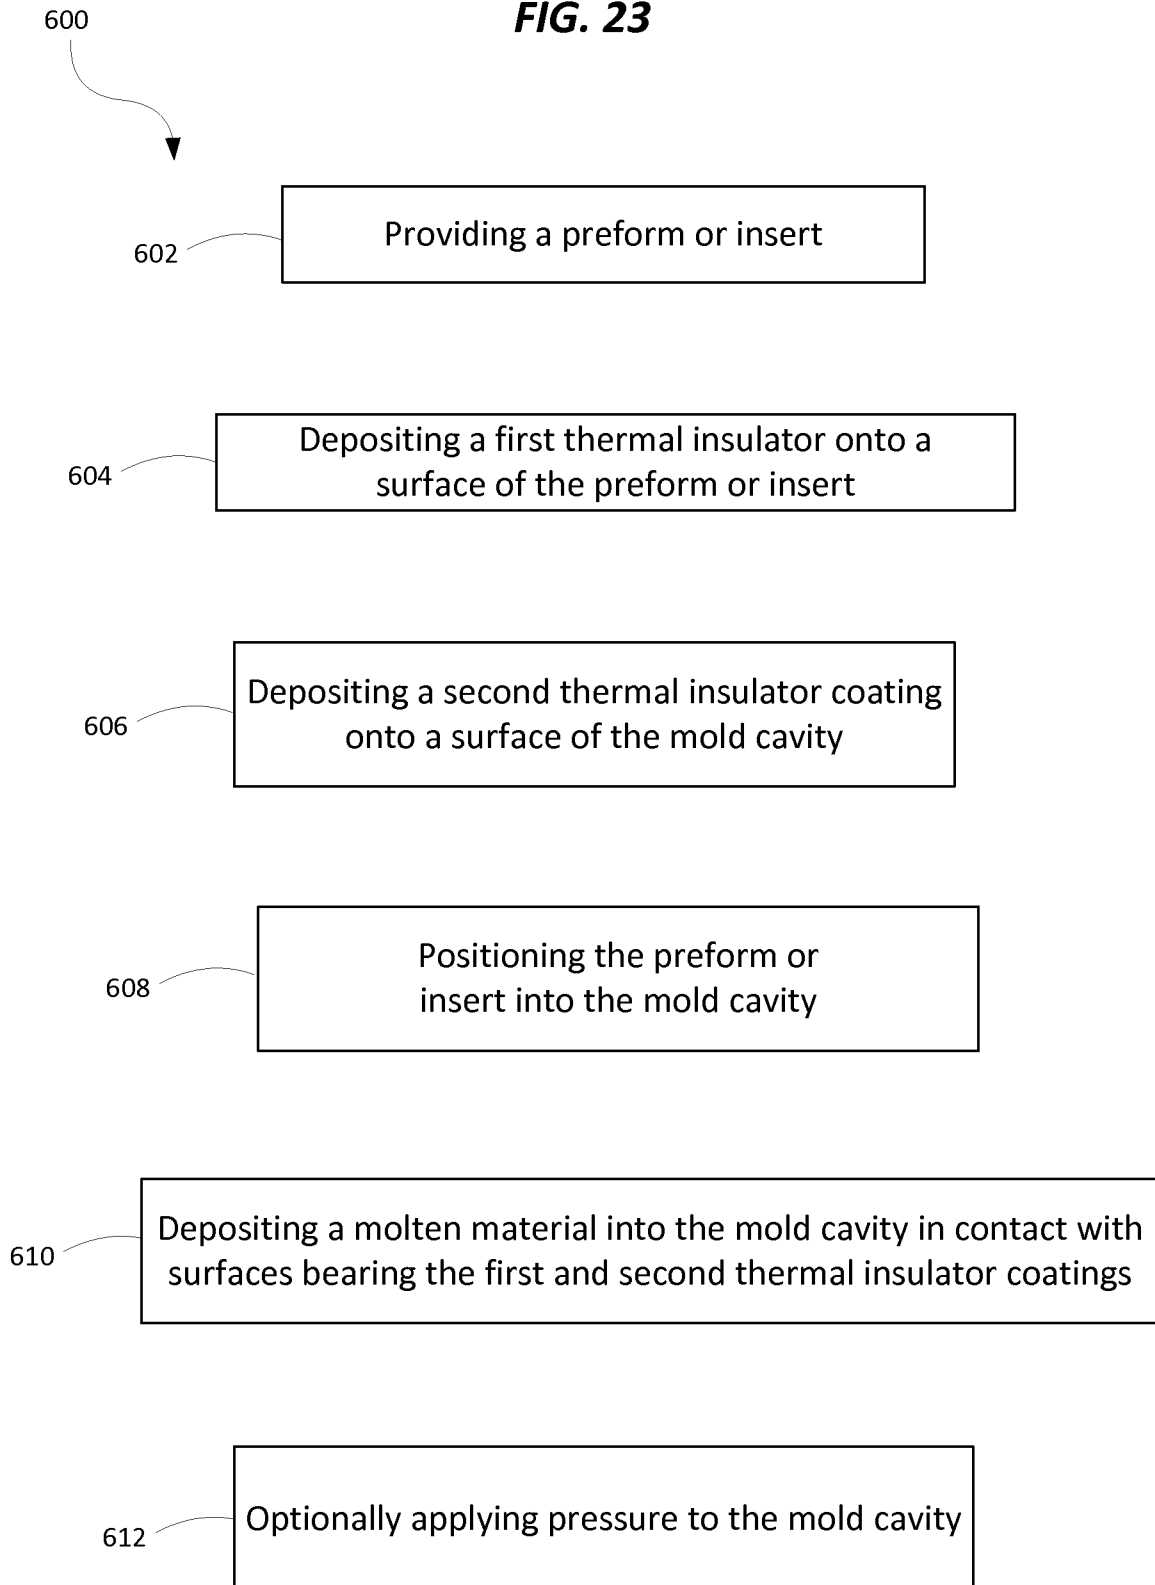 FIG. 23
600
Providing a preform or insert
602
Depositing a first thermal insulator onto a
surface of the preform or insert
604
Depositing a second thermal insulator coating
onto a surface of the mold cavity
606
Positioning the preform or
insert into the mold cavity
608
Depositing a molten material into the mold cavity in contact with
surfaces bearing the first and second thermal insulator coatings
610
Optionally applying pressure to the mold cavity
612